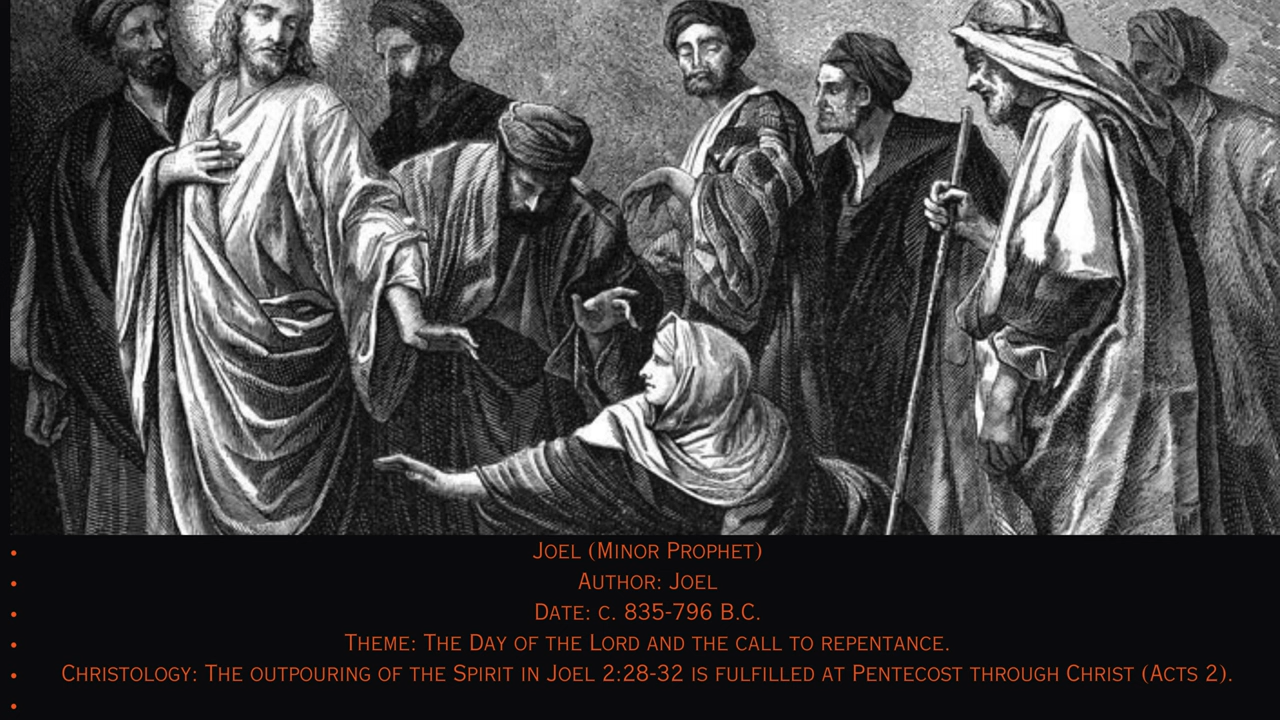 • Joel (Minor Prophet)
• Author: Joel
• Date: c. 835-796 B.C.
• Theme: The Day of the Lord and the call to repentance.
• Christology: The outpouring of the Spirit in Joel 2:28-32 is fulfilled at Pentecost through Christ (Acts 2).
•